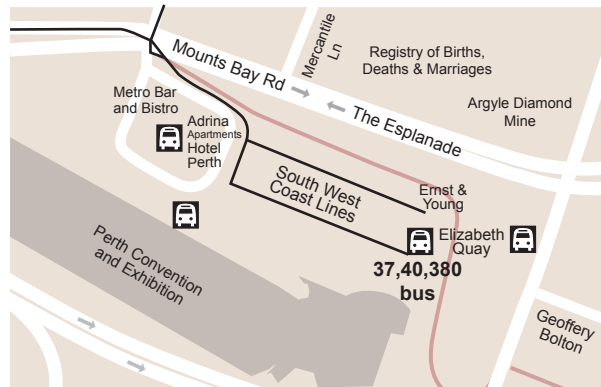 Mercantile
Ln
Mounts Bay Rd
Registry of Births,
Deaths & Marriages
Metro Bar
and Bistro
Argyle Diamond
Mine
The Esplanade
Adrina
Apartments
Hotel
Perth
South West
Coast Lines
Ernst &
Young
Elizabeth
Quay
37,40,380
bus
Perth Convention
and Exhibition
Geoffery
Bolton